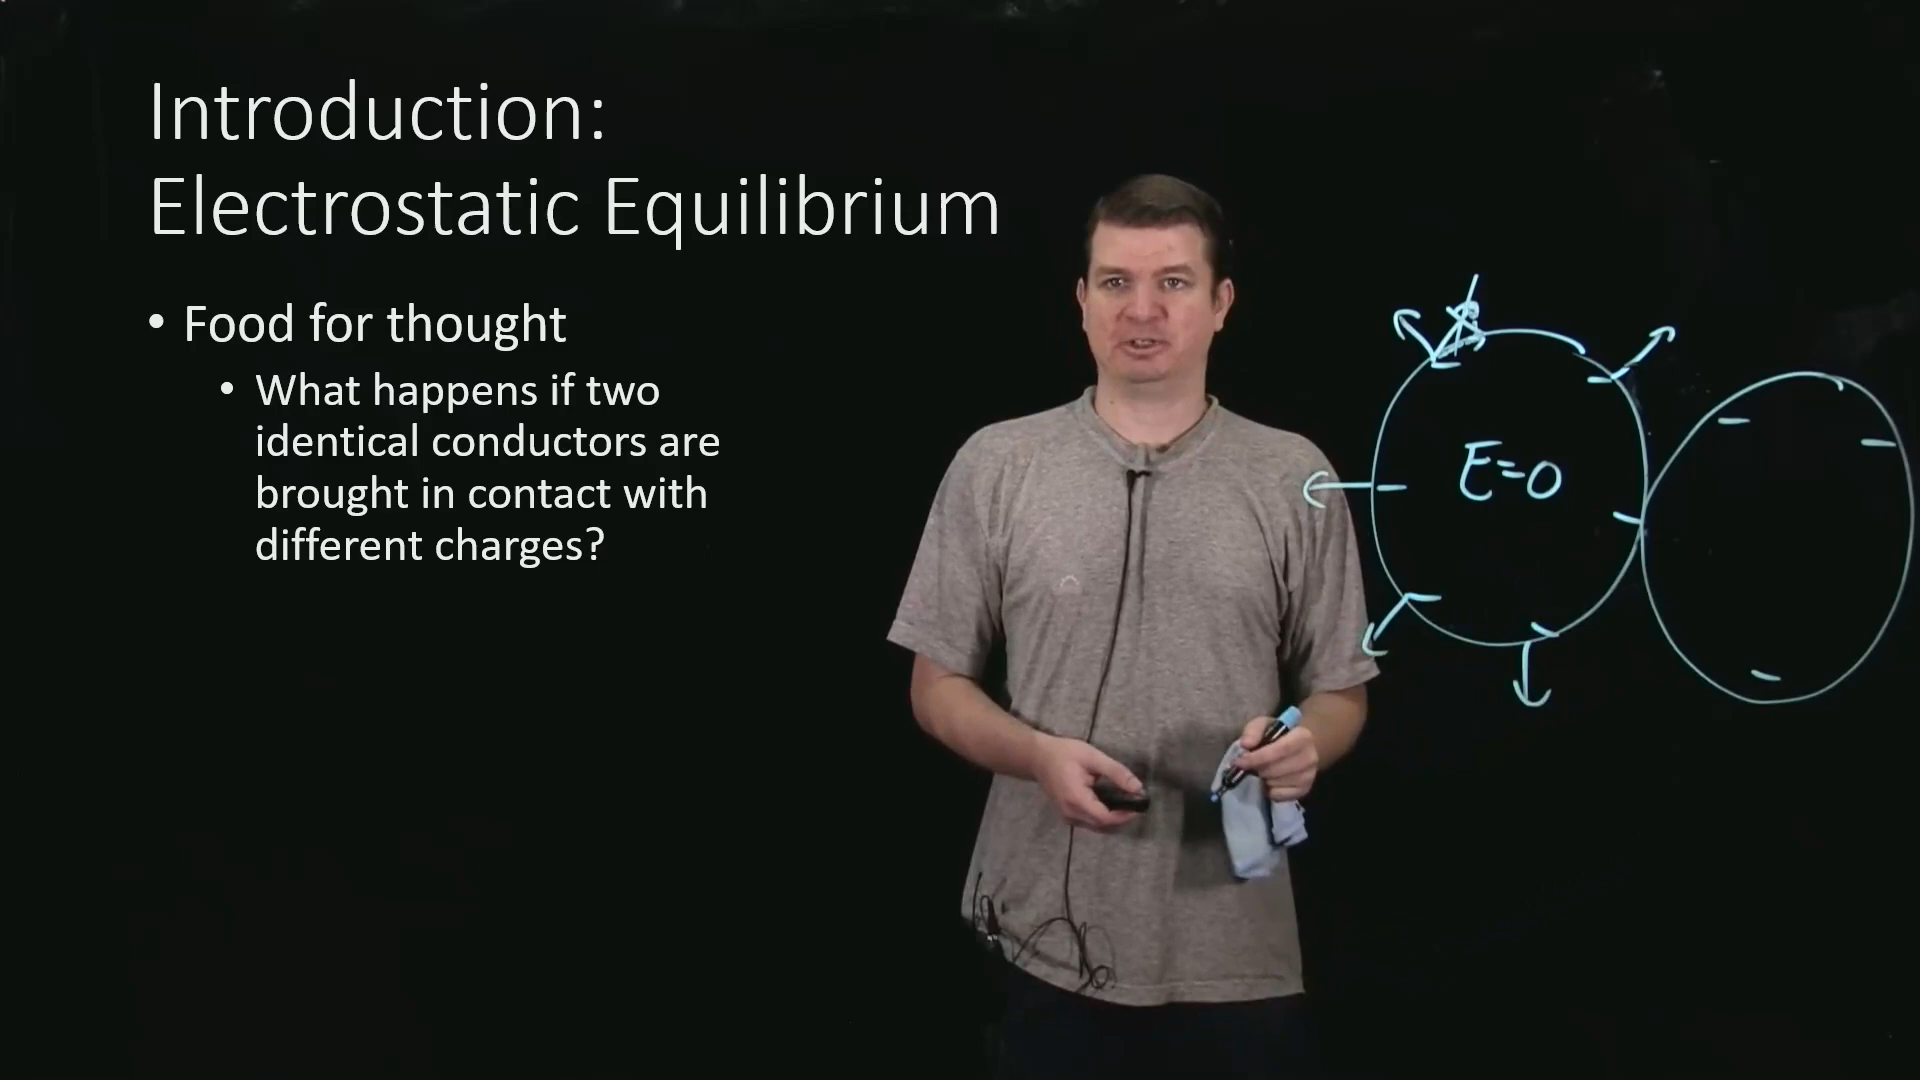 Introduction:
Electrostatic Equilibrium
• Food for thought
• What happens if two
identical conductors are
brought in contact with
different charges?
E=0